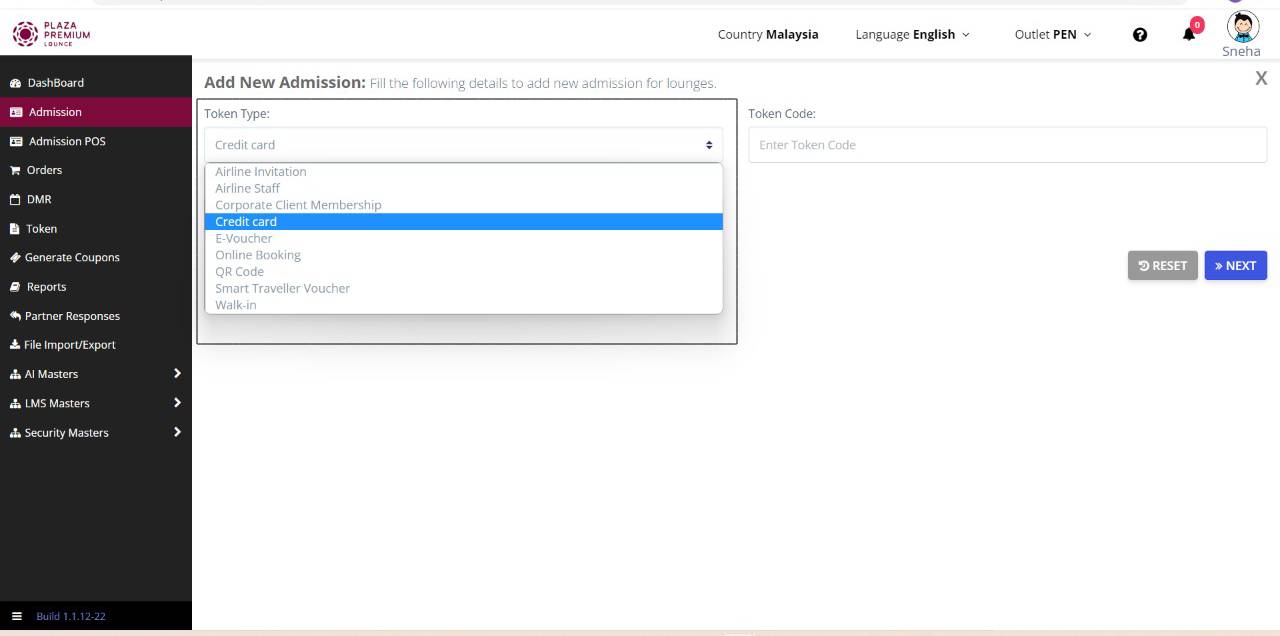 PLAZA
PREMIUM
LOUNGE
Country Malaysia
Language English
Outlet PEN
0
Sneha
DashBoard
Admission
Admission POS
Orders
DMR
Token
Generate Coupons
Reports
Partner Responses
File Import/Export
AI Masters
LMS Masters
Security Masters
Build 1.1.12-22
Add New Admission: Fill the following details to add new admission for lounges.
X
Token Type:
Credit card
Airline Invitation
Airline Staff
Corporate Client Membership
Credit card
E-Voucher
Online Booking
QR Code
Smart Traveller Voucher
Walk-in
Token Code:
Enter Token Code
RESET
NEXT